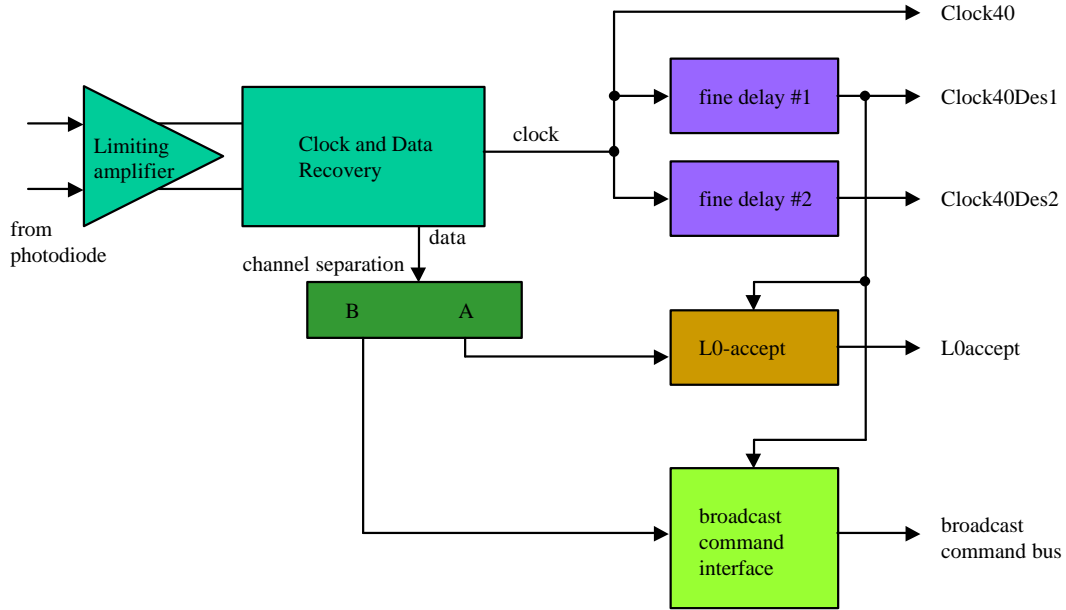 Clock40
fine delay #1
Clock40Des1
Limiting
amplifier
Clock and Data
Recovery
clock
fine delay #2
Clock40Des2
from
photodiode
data
channel separation
B A
L0-accept
L0accept
broadcast
command
interface
broadcast
command bus